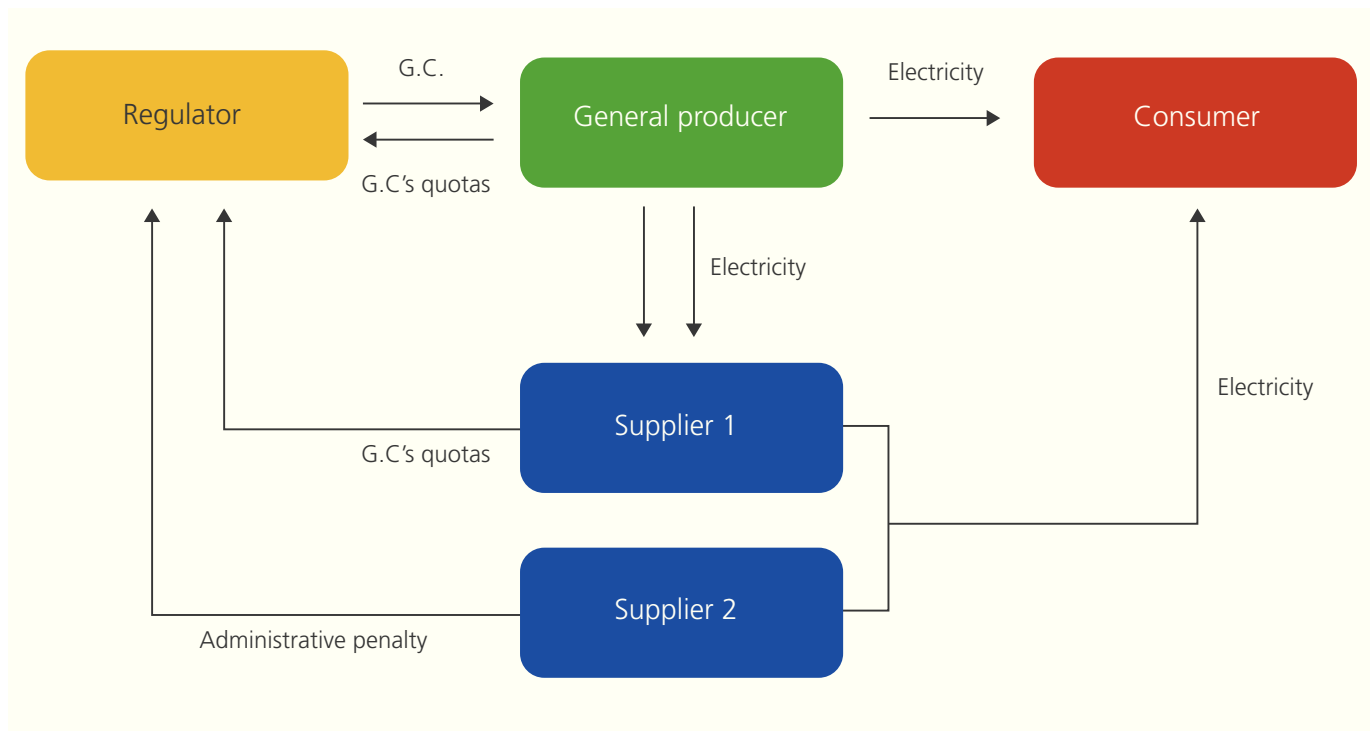 Regulator
G.C.
G.C's quotas
General producer
Electricity
Consumer
Electricity
Electricity
Supplier 1
G.C's quotas
Supplier 2
Administrative penalty